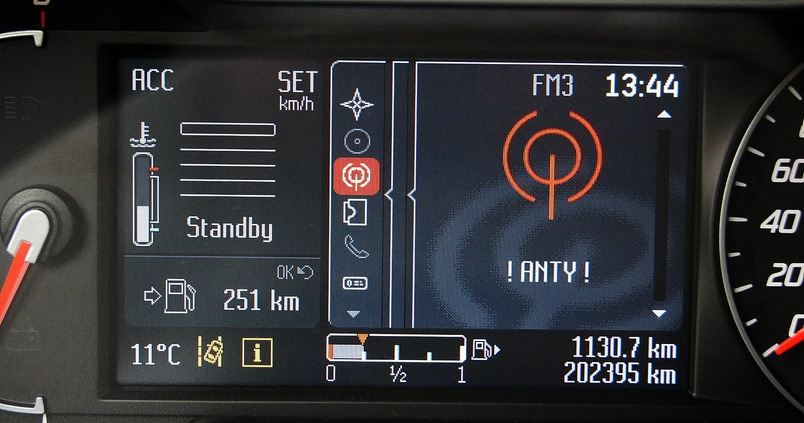 ACC
SET
km/h
Standby
OK
251 km
11°C
i
FM3 13:44
! ANTY !
0 ½ 1
1130.7 km
202395 km
60
40
20
0